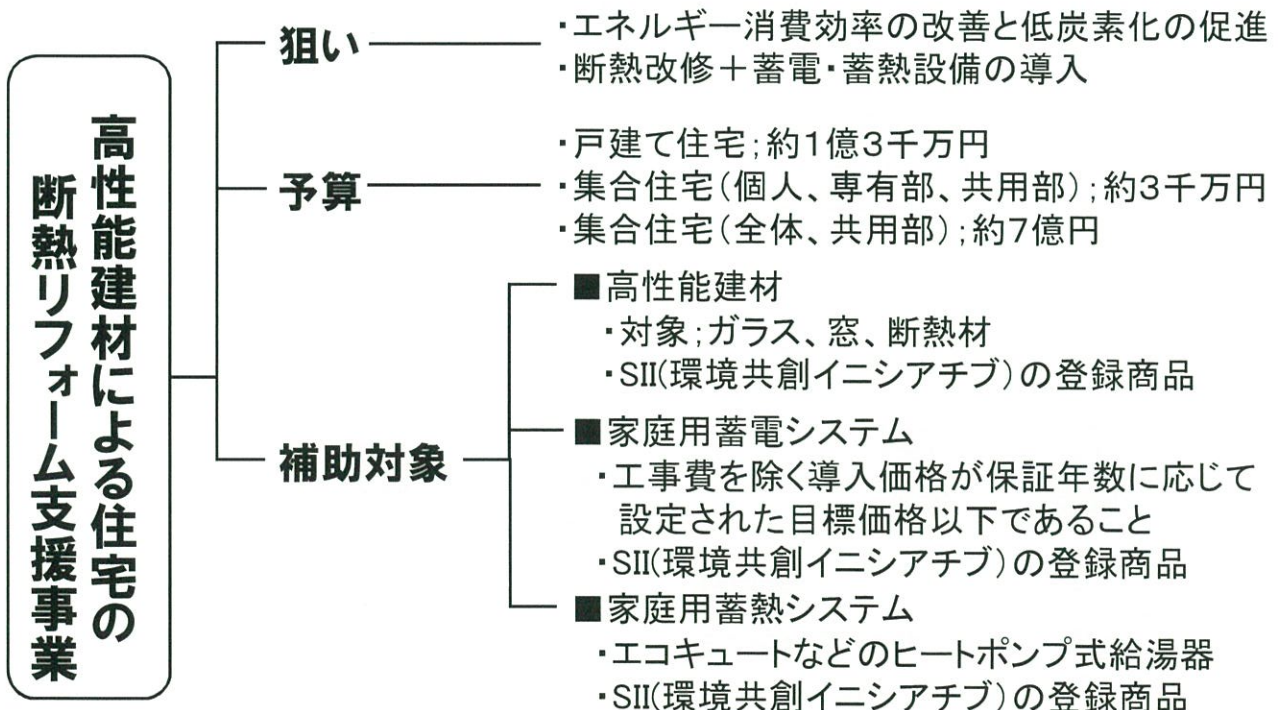 高性能建材による住宅の
断熱リフォーム支援事業
狙い
・エネルギー消費効率の改善と低炭素化の促進
・断熱改修＋蓄電・蓄熱設備の導入
予算
・戸建て住宅；約1億3千万円
・集合住宅（個人、専有部、共用部）；約3千万円
・集合住宅（全体、共用部）；約7億円
補助対象
■高性能建材
・対象；ガラス、窓、断熱材
・SII(環境共創イニシアチブ）の登録商品
■家庭用蓄電システム
・工事費を除く導入価格が保証年数に応じて
設定された目標価格以下であること
・SII(環境共創イニシアチブ）の登録商品
■家庭用蓄熱システム
・エコキュートなどのヒートポンプ式給湯器
・SII(環境共創イニシアチブ）の登録商品